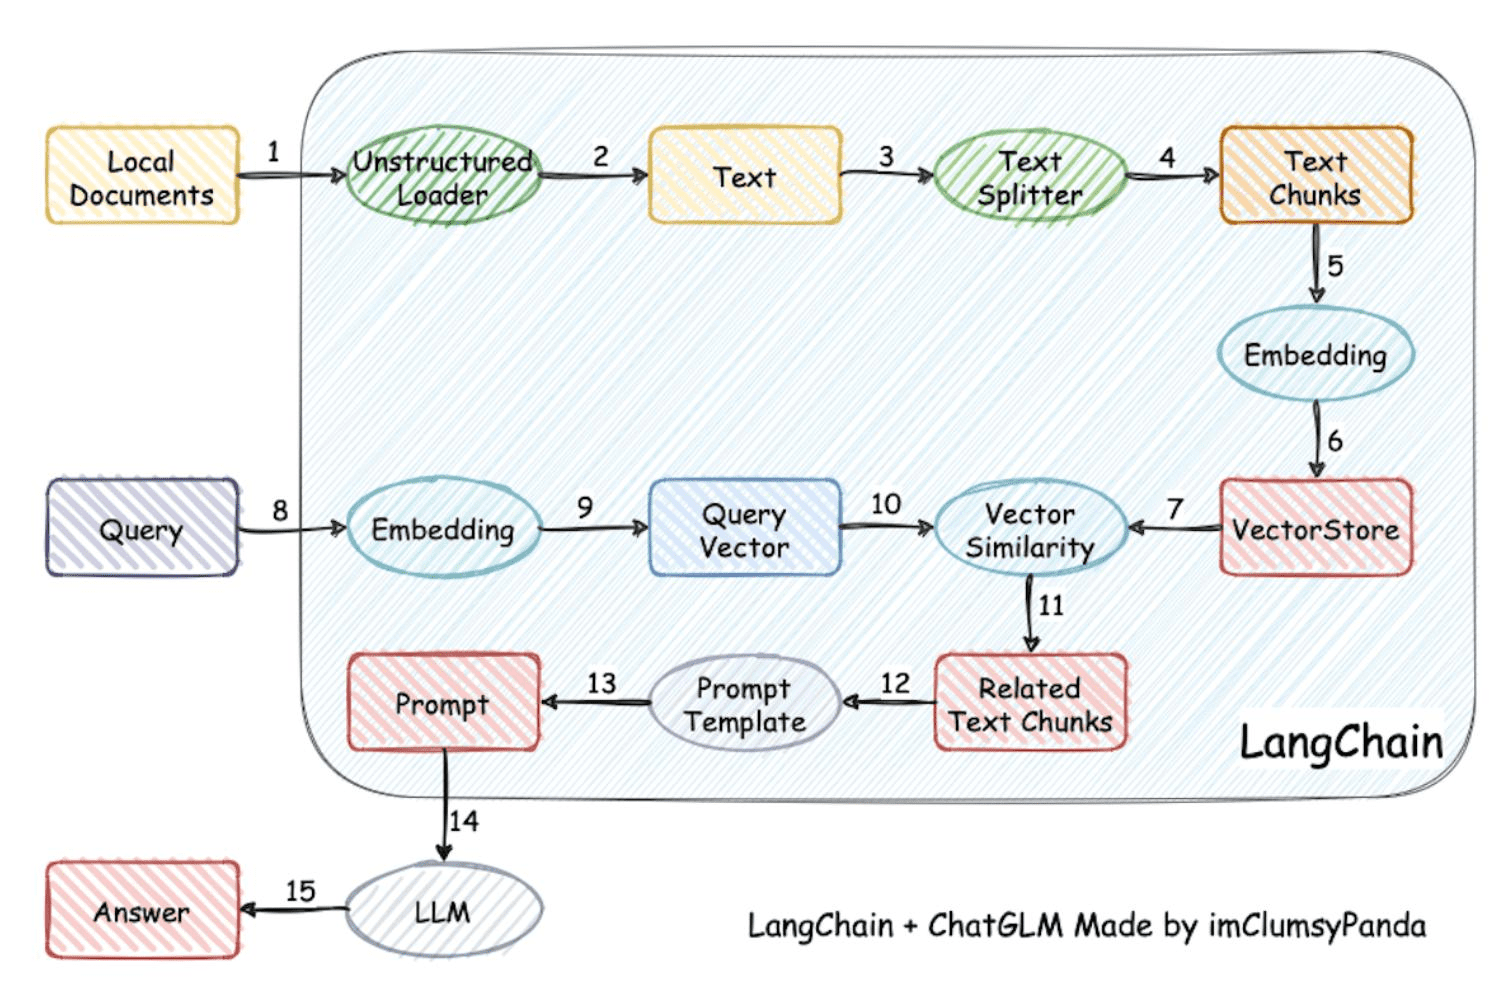 Local
Documents
1
Unstructured
Loader
2
Text
3
Text
Splitter
4
Text
Chunks
5
Embedding
6
Query
8
Embedding
9
Query
Vector
10
Vector
Similarity
7
VectorStore
11
Prompt
13
Prompt
Template
12
Related
Text Chunks
LangChain
14
Answer
15
LLM
LangChain + ChatGLM Made by imClumsyPanda